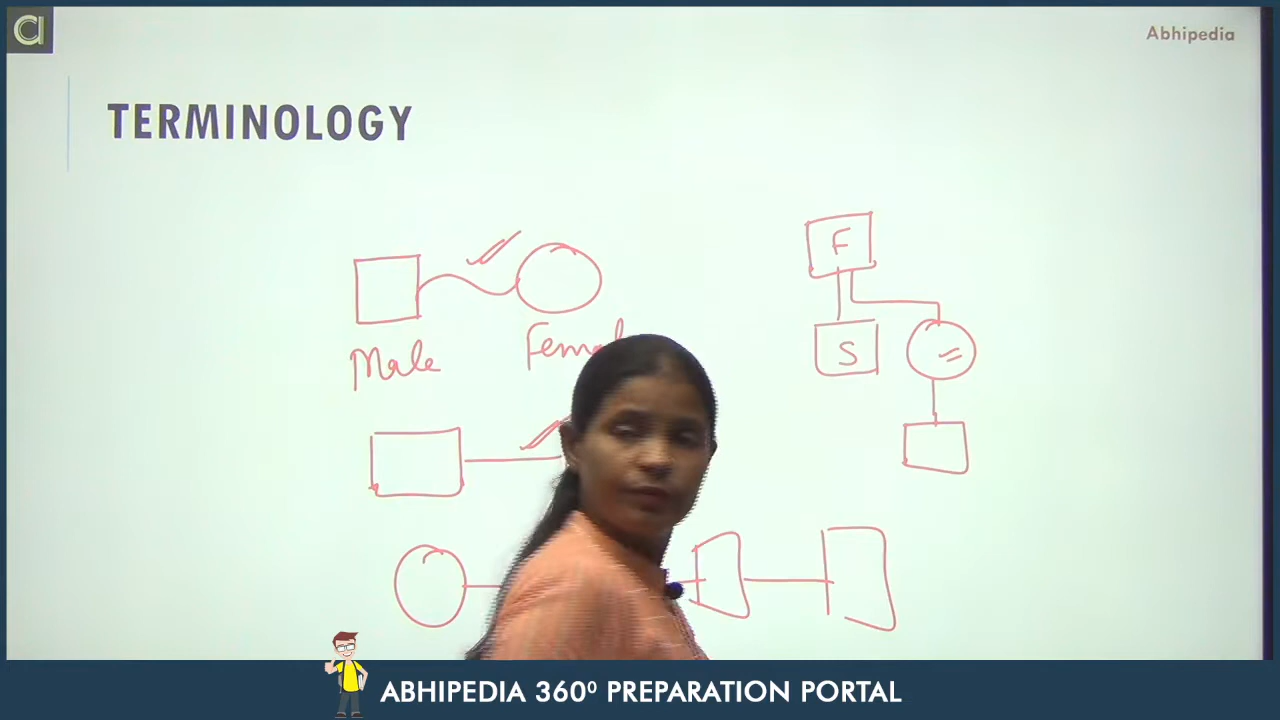 Abhipedia
TERMINOLOGY
F
Male
S
ABHIPEDIA 360⁰ PREPARATION PORTAL